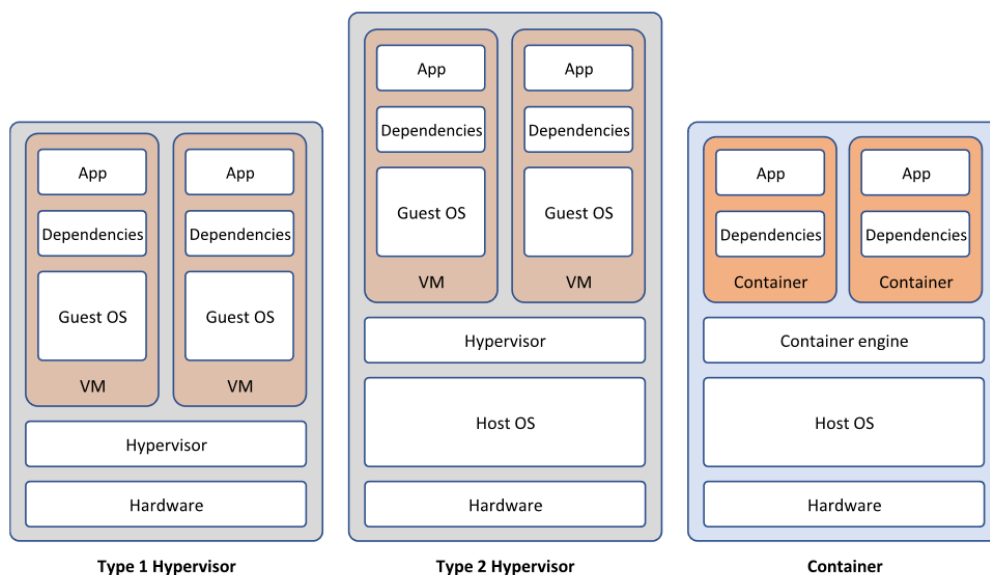 App
App
Dependencies
Dependencies
Guest OS
Guest OS
VM
VM
Hypervisor
Hardware
Type 1 Hypervisor
App
App
Dependencies
Dependencies
Guest OS
Guest OS
VM
VM
Hypervisor
Host OS
Hardware
Type 2 Hypervisor
App
App
Dependencies
Dependencies
Container
Container
Container engine
Host OS
Hardware
Container